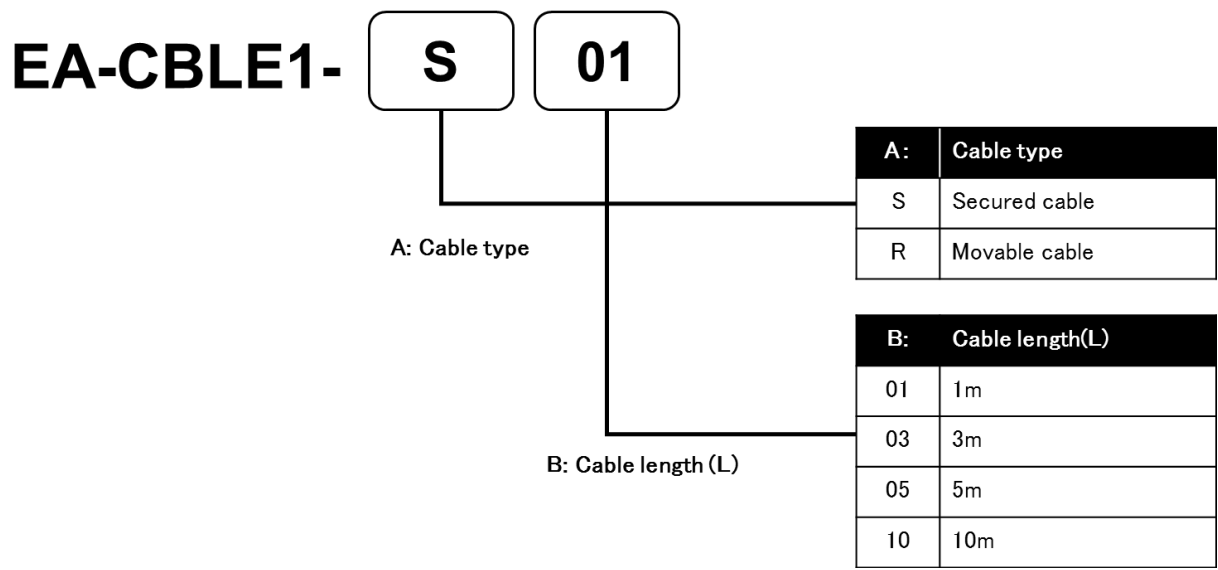 EA-CBLE1- S 01
A: Cable type
S Secured cable
R Movable cable
A: Cable type
B: Cable length(L)
01 1m
03 3m
05 5m
10 10m
B: Cable length (L)